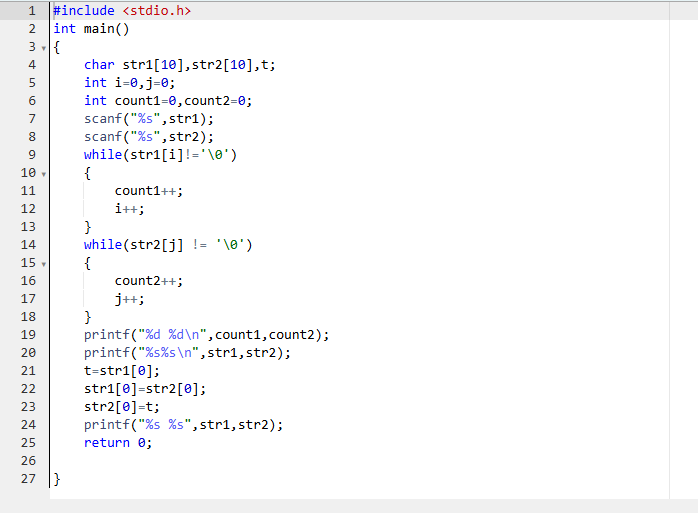 1 #include <stdio.h>
2 int main()
3 {
4 char str1[10],str2[10],t;
5 int i=0,j=0;
6 int count1=0,count2=0;
7 scanf("%s",str1);
8 scanf("%s",str2);
9 while(str1[i]!='\0')
10 {
11 count1++;
12 i++;
13 }
14 while(str2[j] != '\0')
15 {
16 count2++;
17 j++;
18 }
19 printf("%d %d\n",count1,count2);
20 printf("%s%s\n",str1,str2);
21 t=str1[0];
22 str1[0]=str2[0];
23 str2[0]=t;
24 printf("%s %s",str1,str2);
25 return 0;
26
27 }